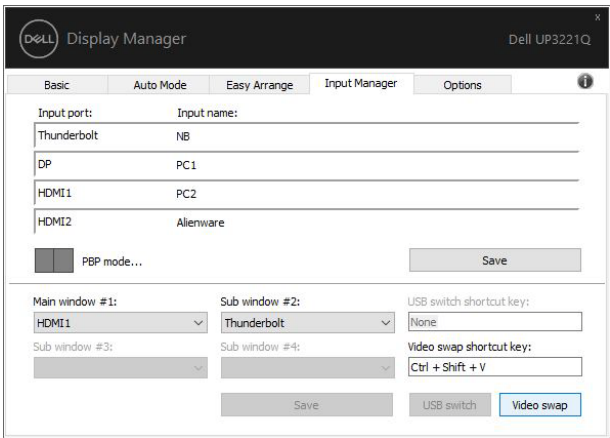 x
DELL Display Manager Dell UP3221Q
Basic Auto Mode Easy Arrange Input Manager Options i
Input port: Input name:
Thunderbolt NB
DP PC1
HDMI1 PC2
HDMI2 Alienware
PBP mode... Save
Main window #1: Sub window #2: USB switch shortcut key:
HDMI1 Thunderbolt None
Sub window #3: Sub window #4: Video swap shortcut key:
Ctrl + Shift + V
Save USB switch Video swap